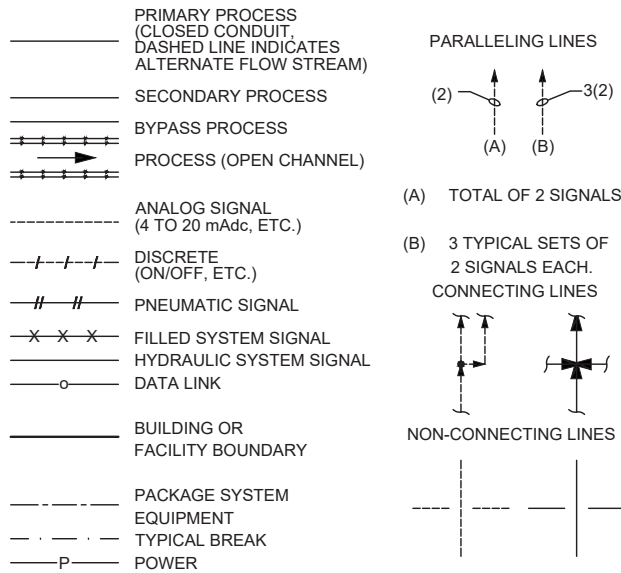 PRIMARY PROCESS
(CLOSED CONDUIT,
DASHED LINE INDICATES
ALTERNATE FLOW STREAM)
SECONDARY PROCESS
BYPASS PROCESS
PROCESS (OPEN CHANNEL)
ANALOG SIGNAL
(4 TO 20 mAdc, ETC.)
DISCRETE
(ON/OFF, ETC.)
PNEUMATIC SIGNAL
X X X FILLED SYSTEM SIGNAL
HYDRAULIC SYSTEM SIGNAL
o DATA LINK
BUILDING OR
FACILITY BOUNDARY
PACKAGE SYSTEM
EQUIPMENT
TYPICAL BREAK
P POWER
PARALLELING LINES
(2) 3(2)
(A) (B)
(A) TOTAL OF 2 SIGNALS
(B) 3 TYPICAL SETS OF
2 SIGNALS EACH.
CONNECTING LINES
NON-CONNECTING LINES